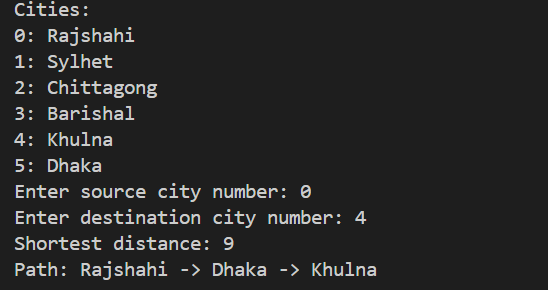 Cities:
0: Rajshahi
1: Sylhet
2: Chittagong
3: Barishal
4: Khulna
5: Dhaka
Enter source city number: 0
Enter destination city number: 4
Shortest distance: 9
Path: Rajshahi -> Dhaka -> Khulna